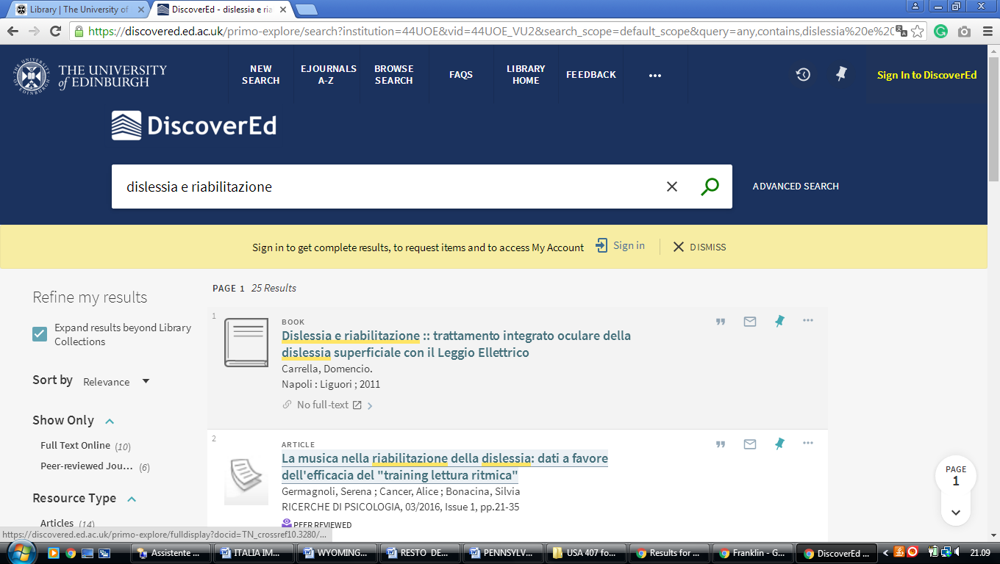 Library | The University of
DiscoverEd - dislessia e ria
https://discovered.ed.ac.uk/primo-explore/search?institution=44UOE&vid=44UOE_VU2&search_scope=default_scope&query=any,contains,dislessia%20e%20
THE UNIVERSITY
of EDINBURGH
NEW
SEARCH
EJOURNALS
A-Z
BROWSE
SEARCH
FAQS
LIBRARY
HOME
FEEDBACK
Sign In to DiscoverEd
DiscoverEd
dislessia e riabilitazione
ADVANCED SEARCH
Sign in to get complete results, to request items and to access My Account
Sign in
DISMISS
Refine my results
Expand results beyond Library
Collections
Sort by Relevance
Show Only
Full Text Online (10)
Peer-reviewed Jou... (6)
Resource Type
Articles (14)
PAGE 1 25 Results
1
BOOK
Dislessia e riabilitazione :: trattamento integrato oculare della
dislessia superficiale con il Leggio Ellettrico
Carrella, Domencio.
Napoli : Liguori ; 2011
No full-text
2
ARTICLE
La musica nella riabilitazione della dislessia: dati a favore
dell'efficacia del "training lettura ritmica"
Germagnoli, Serena ; Cancer, Alice ; Bonacina, Silvia
RICERCHE DI PSICOLOGIA, 03/2016, Issue 1, pp.21-35
PEER REVIEWED
PAGE
1
https://discovered.ed.ac.uk/primo-explore/fulldisplay?docid=TN_crossref10.3280/...
Assistente ...
ITALIA IM...
WYOMING...
RESTO_DE...
PENNSYLV...
USA 407 fo...
Results for ...
Franklin - G...
DiscoverEd ...
21.09